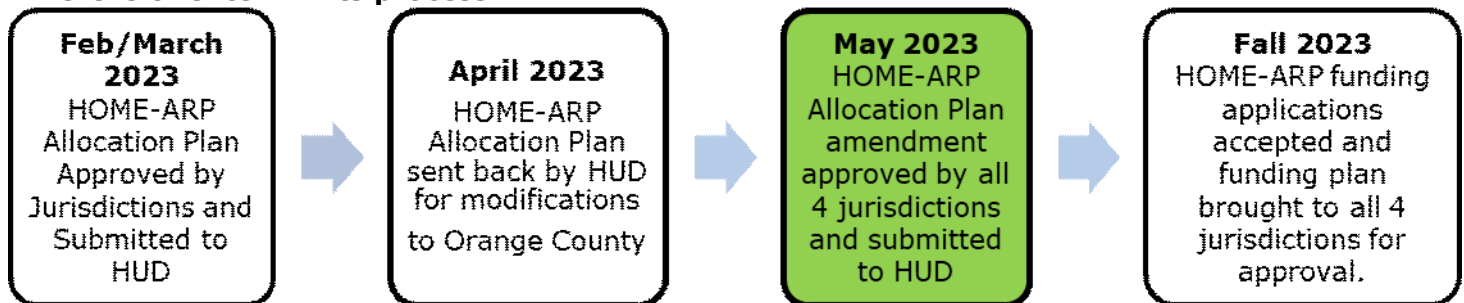 Feb/March
2023
HOME-ARP
Allocation Plan
Approved by
Jurisdictions and
Submitted to
HUD
April 2023
HOME-ARP
Allocation Plan
sent back by HUD
for modifications
to Orange County
May 2023
HOME-ARP
Allocation Plan
amendment
approved by all
4 jurisdictions
and submitted
to HUD
Fall 2023
HOME-ARP funding
applications
accepted and
funding plan
brought to all 4
jurisdictions for
approval.